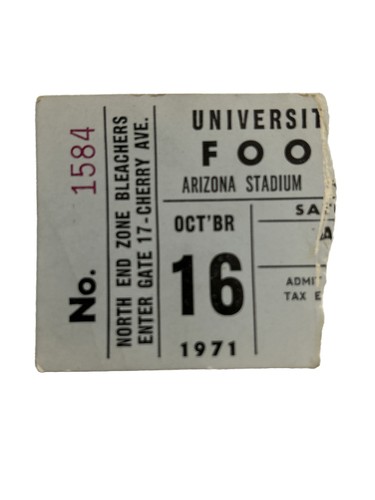 No. 1584
NORTH END ZONE BLEACHERS
ENTER GATE 17-CHERRY AVE.
UNIVERSIT
FOO
ARIZONA STADIUM
OCT'BR
16
1971
SA
A
ADMIT
TAX E